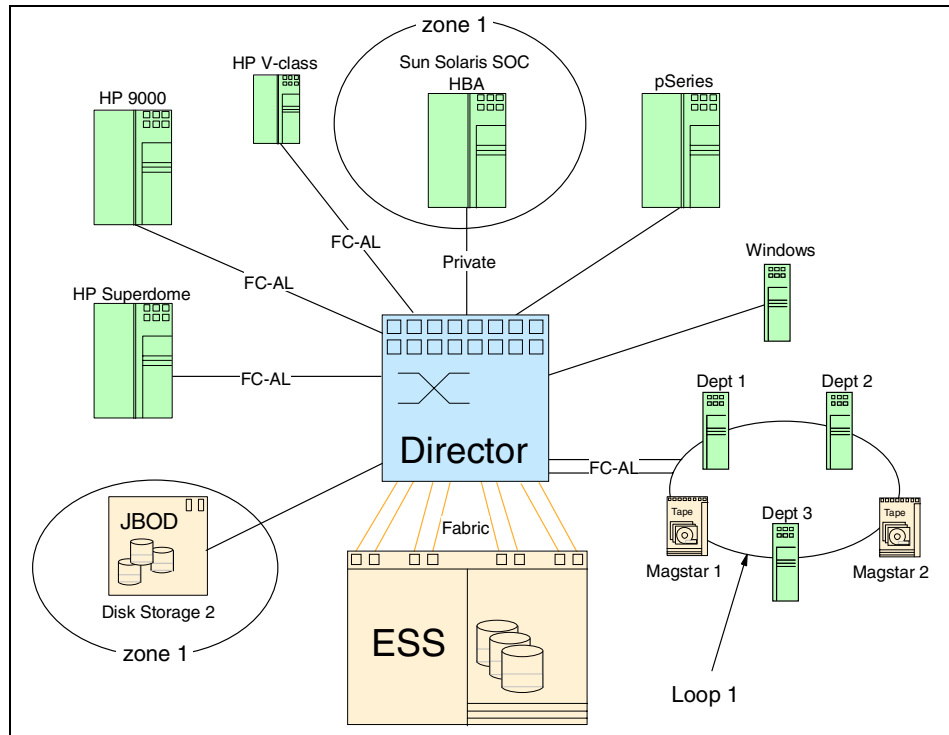 zone 1
HP V-class
Sun Solaris SOC
HBA
pSeries
HP 9000
FC-AL
Private
Windows
FC-AL
HP Superdome
FC-AL
Dept 1
Dept 2
Director
FC-AL
JBOD
Fabric
Tape
Dept 3
Tape
Magstar 1
Magstar 2
Disk Storage 2
ESS
zone 1
Loop 1